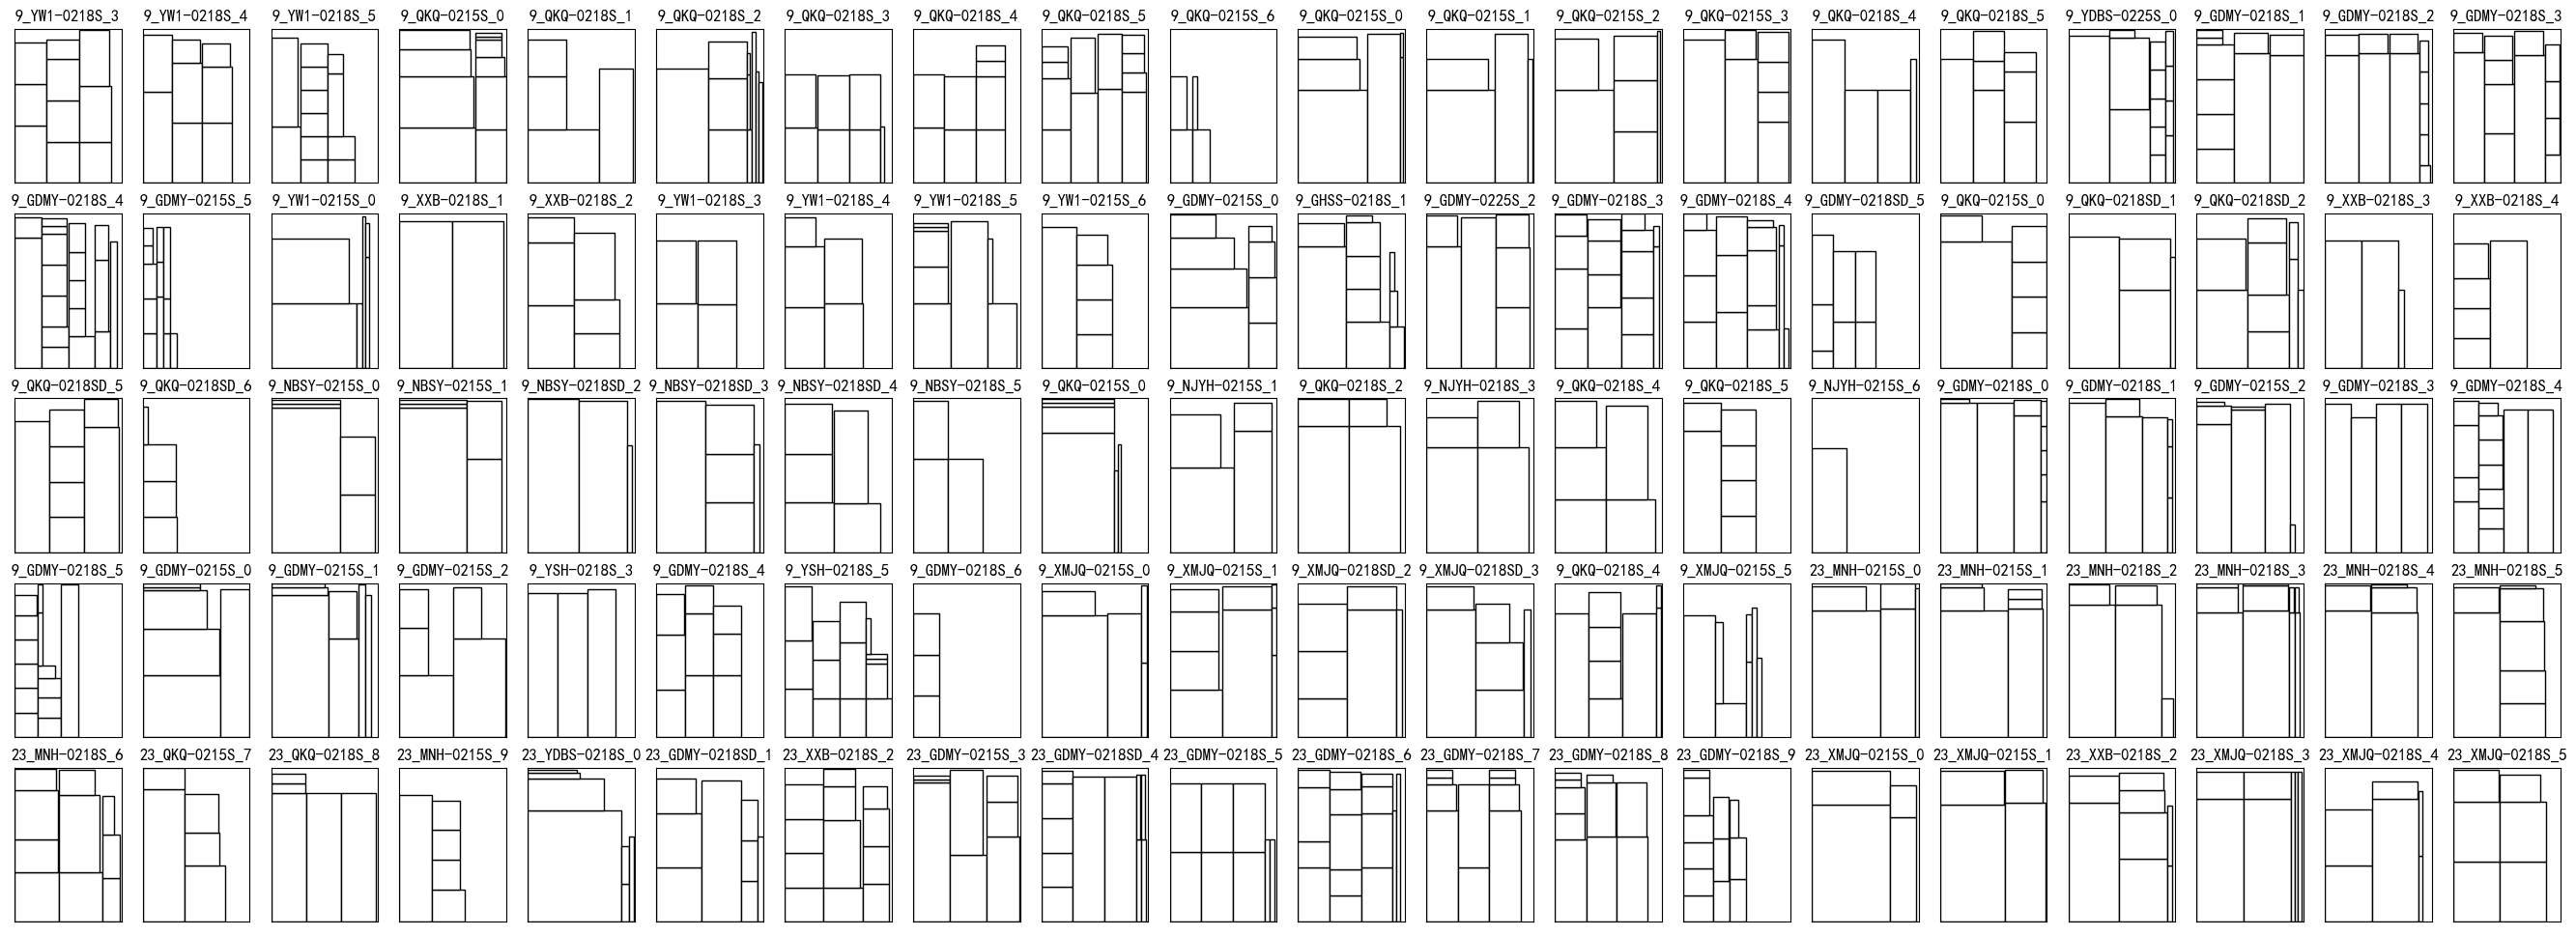 9_YW1-0218S_3 9_YW1-0218S_4 9_YW1-0218S_5 9_QKQ-0215S_0 9_QKQ-0218S_1 9_QKQ-0218S_2 9_QKQ-0218S_3 9_QKQ-0218S_4 9_QKQ-0218S_5 9_QKQ-0215S_6 9_QKQ-0215S_0 9_QKQ-0215S_1 9_QKQ-0215S_2 9_QKQ-0215S_3 9_QKQ-0218S_4 9_QKQ-0218S_5 9_YDBS-0225S_0 9_GDMY-0218S_1 9_GDMY-0218S_2 9_GDMY-0218S_3
9_GDMY-0218S_4 9_GDMY-0215S_5 9_YW1-0215S_0 9_XXB-0218S_1 9_XXB-0218S_2 9_YW1-0218S_3 9_YW1-0218S_4 9_YW1-0218S_5 9_YW1-0215S_6 9_GDMY-0215S_0 9_GHSS-0218S_1 9_GDMY-0225S_2 9_GDMY-0218S_3 9_GDMY-0218S_4 9_GDMY-0218SD_5 9_QKQ-0215S_0 9_QKQ-0218SD_1 9_QKQ-0218SD_2 9_XXB-0218S_3 9_XXB-0218S_4
9_QKQ-0218SD_5 9_QKQ-0218SD_6 9_NBSY-0215S_0 9_NBSY-0215S_1 9_NBSY-0218SD_2 9_NBSY-0218SD_3 9_NBSY-0218SD_4 9_NBSY-0218S_5 9_QKQ-0215S_0 9_NJYH-0215S_1 9_QKQ-0218S_2 9_NJYH-0218S_3 9_QKQ-0218S_4 9_QKQ-0218S_5 9_NJYH-0215S_6 9_GDMY-0218S_0 9_GDMY-0218S_1 9_GDMY-0215S_2 9_GDMY-0218S_3 9_GDMY-0218S_4
9_GDMY-0218S_5 9_GDMY-0215S_0 9_GDMY-0215S_1 9_GDMY-0215S_2 9_YSH-0218S_3 9_GDMY-0218S_4 9_YSH-0218S_5 9_GDMY-0218S_6 9_XMJQ-0215S_0 9_XMJQ-0215S_1 9_XMJQ-0218SD_2 9_XMJQ-0218SD_3 9_QKQ-0218S_4 9_XMJQ-0215S_5 23_MNH-0215S_0 23_MNH-0215S_1 23_MNH-0218S_2 23_MNH-0218S_3 23_MNH-0218S_4 23_MNH-0218S_5
23_MNH-0218S_6 23_QKQ-0215S_7 23_QKQ-0218S_8 23_MNH-0215S_9 23_YDBS-0218S_0 23_GDMY-0218SD_1 23_XXB-0218S_2 23_GDMY-0215S_3 23_GDMY-0218SD_4 23_GDMY-0218S_5 23_GDMY-0218S_6 23_GDMY-0218S_7 23_GDMY-0218S_8 23_GDMY-0218S_9 23_XMJQ-0215S_0 23_XMJQ-0215S_1 23_XXB-0218S_2 23_XMJQ-0218S_3 23_XMJQ-0218S_4 23_XMJQ-0218S_5